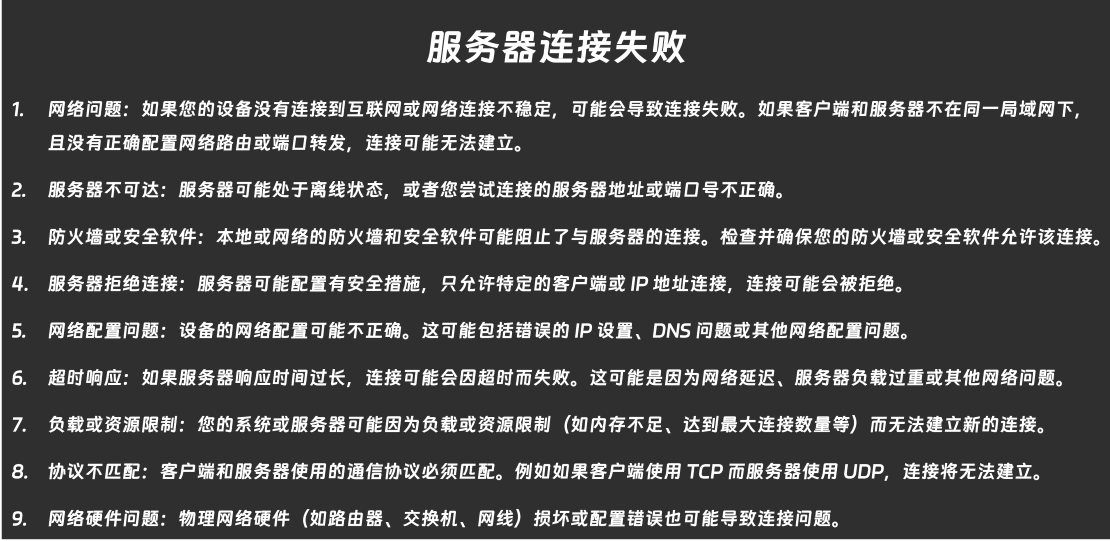 服务器连接失败
1. 网络问题：如果您的设备没有连接到互联网或网络连接不稳定，可能会导致连接失败。如果客户端和服务器不在同一局域网下，
且没有正确配置网络路由或端口转发，连接可能无法建立。
2. 服务器不可达：服务器可能处于离线状态，或者您尝试连接的服务器地址或端口号不正确。
3. 防火墙或安全软件：本地或网络的防火墙和安全软件可能阻止了与服务器的连接。检查并确保您的防火墙或安全软件允许该连接。
4. 服务器拒绝连接：服务器可能配置有安全措施，只允许特定的客户端或 IP 地址连接，连接可能会被拒绝。
5. 网络配置问题：设备的网络配置可能不正确。这可能包括错误的 IP 设置、DNS 问题或其他网络配置问题。
6. 超时响应：如果服务器响应时间过长，连接可能会因超时而失败。这可能是因为网络延迟、服务器负载过重或其他网络问题。
7. 负载或资源限制：您的系统或服务器可能因为负载或资源限制（如内存不足、达到最大连接数量等）而无法建立新的连接。
8. 协议不匹配：客户端和服务器使用的通信协议必须匹配。例如如果客户端使用 TCP 而服务器使用 UDP，连接将无法建立。
9. 网络硬件问题：物理网络硬件（如路由器、交换机、网线）损坏或配置错误也可能导致连接问题。